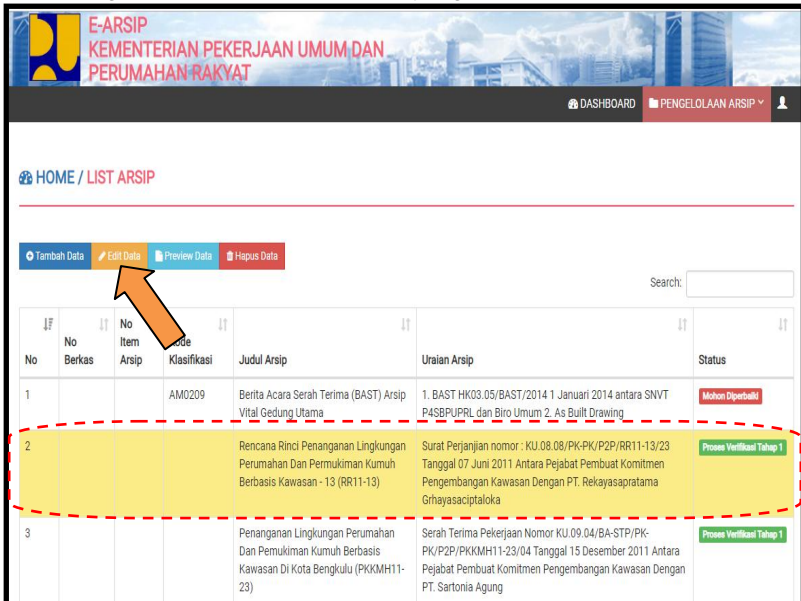 E-ARSIP
KEMENTERIAN PEKERJAAN UMUM DAN
PERUMAHAN RAKYAT
DASHBOARD PENGELOLAAN ARSIP
HOME / LIST ARSIP
Tambah Data Edit Data Preview Data Hapus Data
Search:
No
No Berkas
No Item Arsip
Klasifikasi
Judul Arsip
Uraian Arsip
Status
1 AM0209
Berita Acara Serah Terima (BAST) Arsip
Vital Gedung Utama
1. BAST HK03.05/BAST/2014 1 Januari 2014 antara SNVT
P4SBPUPRL dan Biro Umum 2. As Built Drawing
Mohon Diperbaiki
2
Rencana Rinci Penanganan Lingkungan
Perumahan Dan Permukiman Kumuh
Berbasis Kawasan - 13 (RR11-13)
Surat Perjanjian nomor : KU.08.08/PK-PK/P2P/RR11-13/23
Tanggal 07 Juni 2011 Antara Pejabat Pembuat Komitmen
Pengembangan Kawasan Dengan PT. Rekayasapratama
Grhayasaciptaloka
Proses Verifikasi Tahap 1
3
Penanganan Lingkungan Perumahan
Dan Pemukiman Kumuh Berbasis
Kawasan Di Kota Bengkulu (PKKMH11-
23)
Serah Terima Pekerjaan Nomor KU.09.04/BA-STP/PK-
PK/P2P/PKKMH11-23/04 Tanggal 15 Desember 2011 Antara
Pejabat Pembuat Komitmen Pengembangan Kawasan Dengan
PT. Sartonia Agung
Proses Verifikasi Tahap 1